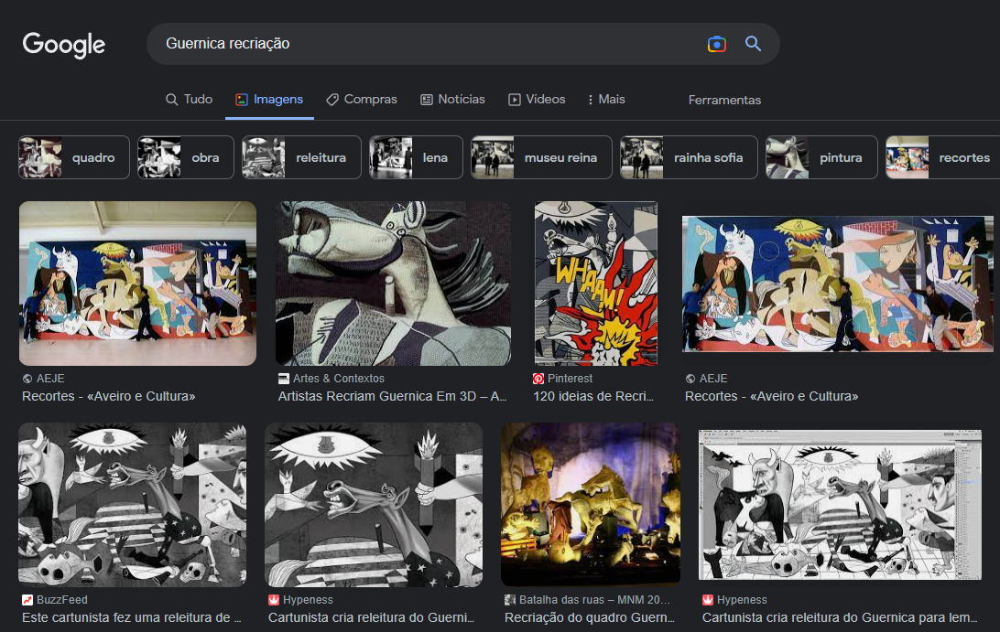 Google
Guernica recriação
Tudo
Imagens
Compras
Notícias
Vídeos
Mais
Ferramentas
quadro
obra
releitura
lena
museu reina
rainha sofia
pintura
recortes
WHAAM!
AEJE
Recortes - «Aveiro e Cultura»
Artes & Contextos
Artistas Recriam Guernica Em 3D – A...
Pinterest
120 ideias de Recri...
AEJE
Recortes - «Aveiro e Cultura»
BuzzFeed
Este cartunista fez uma releitura de ...
Hypeness
Cartunista cria releitura do Guerni...
Batalha das ruas – MNM 20...
Recriação do quadro Guern...
Hypeness
Cartunista cria releitura do Guernica para lem...